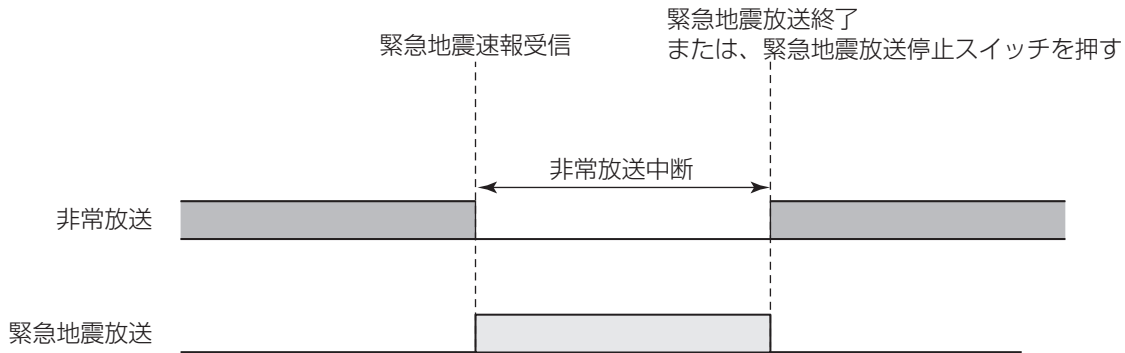 緊急地震放送終了
または、緊急地震放送停止スイッチを押す
緊急地震速報受信
非常放送中断
非常放送
緊急地震放送